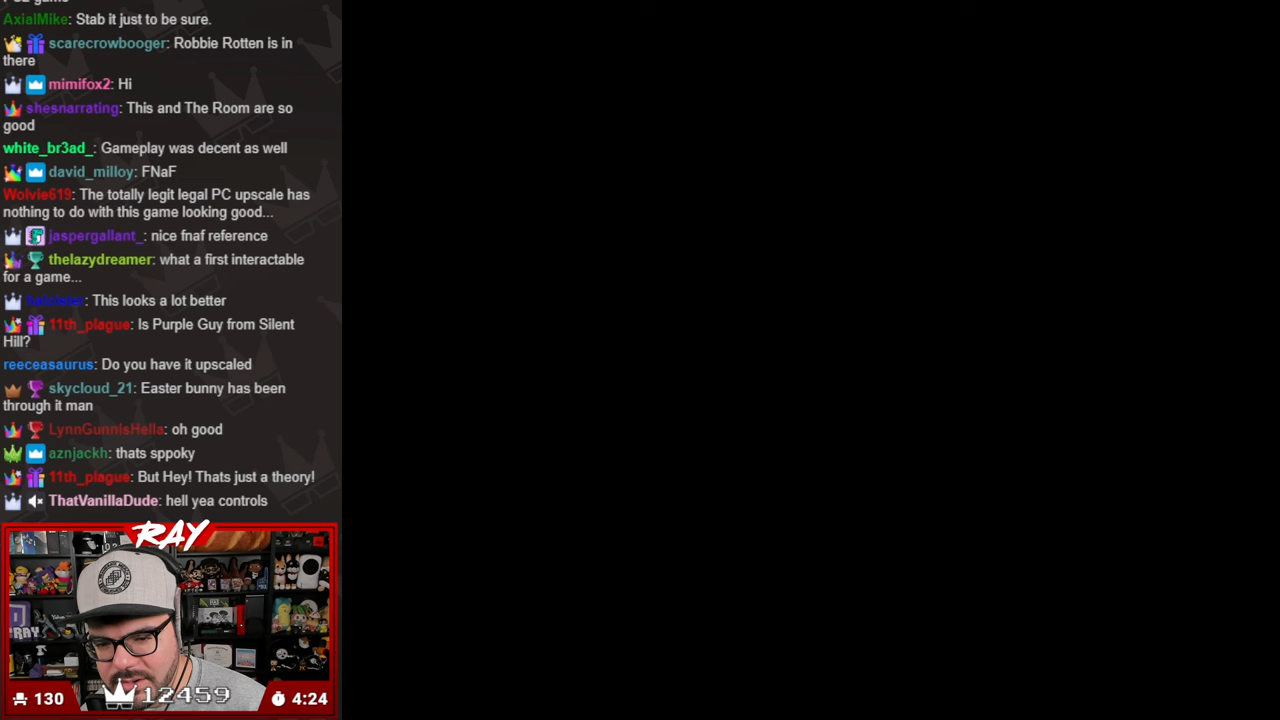 AxialMike: Stab it just to be sure.
scarecrowbooger: Robbie Rotten is in
there
mimifox2: Hi
shesnarrating: This and The Room are so
good
white_br3ad_: Gameplay was decent as well
david_milloy: FNaF
Wolvie619: The totally legit legal PC upscale has
nothing to do with this game looking good...
jaspergallant_: nice fnaf reference
thelazydreamer: what a first interactable
for a game...
: This looks a lot better
11th_plague: Is Purple Guy from Silent
Hill?
reeceasaurus: Do you have it upscaled
skycloud_21: Easter bunny has been
through it man
LynnGunnisHella: oh good
aznjackh: thats sppoky
11th_plague: But Hey! Thats just a theory!
ThatVanillaDude: hell yea controls
RAY
130
12459
4:24